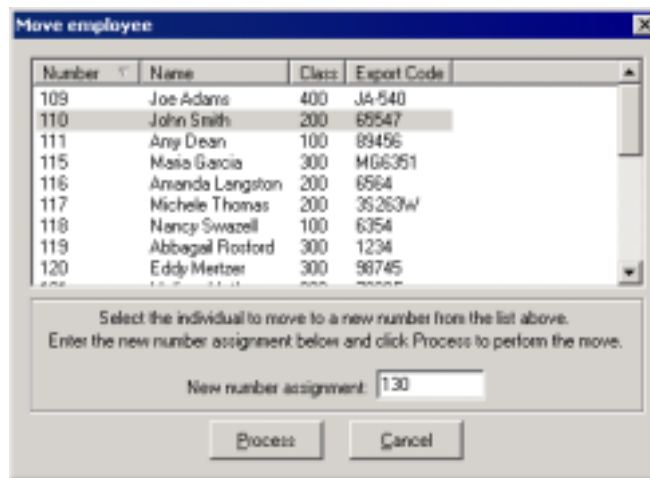 Move employee
Number Name Class Export Code
109 Joe Adams 400 JA-540
110 John Smith 200 65547
111 Amy Dean 100 89456
115 Maria Garcia 300 MG6351
116 Amanda Langston 200 6564
117 Michele Thomas 200 3S263W
118 Nancy Swazell 100 6354
119 Abbagail Rosford 300 1234
120 Eddy Mertzer 300 98745
Select the individual to move to a new number from the list above.
Enter the new number assignment below and click Process to perform the move.
New number assignment: 130
Process Cancel